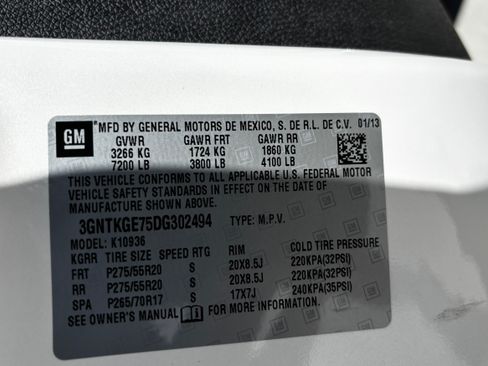 GM
MFD BY GENERAL MOTORS DE MEXICO, S. DE R.L. DE C.V. 01/13
GVWR GAWR FRT GAWR RR
3266 KG 1724 KG 1860 KG
7200 LB 3800 LB 4100 LB
THIS VEHICLE CONFORMS TO ALL APPLICABLE U.S. FEDERAL MOTOR
VEHICLE SAFETY STANDARDS IN EFFECT ON THE DATE OF
MANUFACTURE SHOWN ABOVE.
3GNTKGE75DG302494 TYPE: M.P.V.
MODEL: K10936
KGRR TIRE SIZE SPEED RTG RIM COLD TIRE PRESSURE
FRT P275/55R20 S 20X8.5J 220KPA(32PSI)
RR P275/55R20 S 20X8.5J 220KPA(32PSI)
SPA P265/70R17 S 17X7J 240KPA(35PSI)
SEE OWNER'S MANUAL FOR MORE INFORMATION.